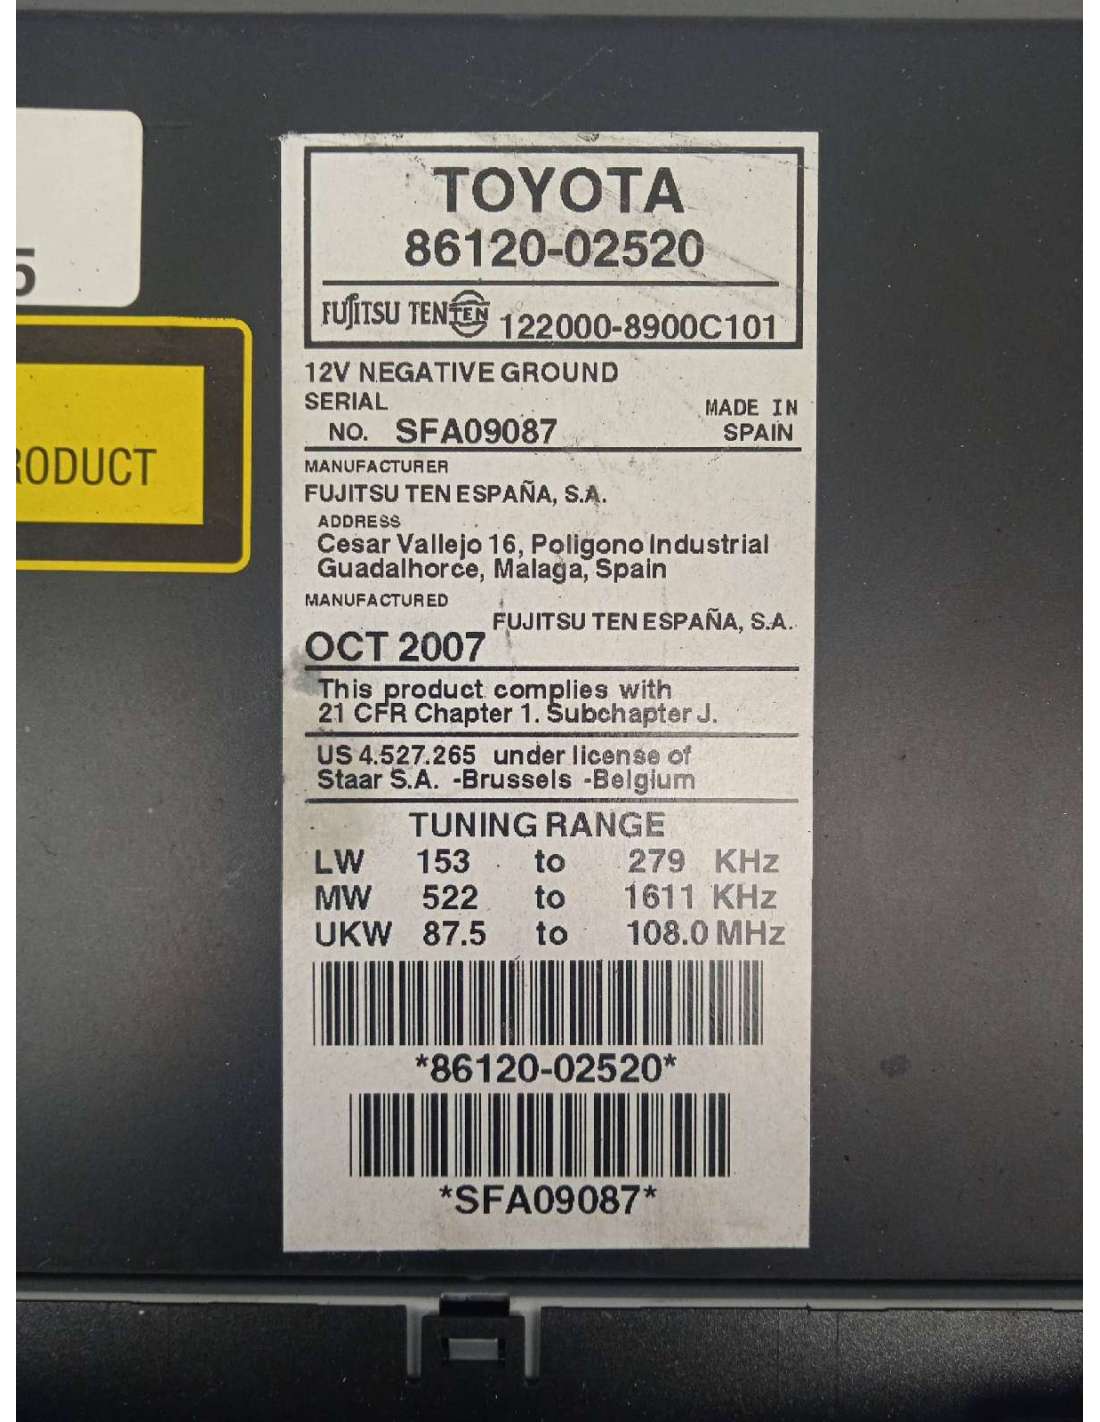 5
TOYOTA
86120-02520
FUJITSU TEN TEN 122000-8900C101
12V NEGATIVE GROUND
SERIAL
NO. SFA09087
MADE IN
SPAIN
RODUCT
MANUFACTURER
FUJITSU TEN ESPAÑA, S.A.
ADDRESS
Cesar Vallejo 16, Poligono Industrial
Guadalhorce, Malaga, Spain
MANUFACTURED
FUJITSU TEN ESPAÑA, S.A.
OCT 2007
This product complies with
21 CFR Chapter 1. Subchapter J.
US 4.527.265 under license of
Staar S.A. -Brussels -Belgium
TUNING RANGE
LW 153 to 279 KHz
MW 522 to 1611 KHz
UKW 87.5 to 108.0 MHz
*86120-02520*
*SFA09087*